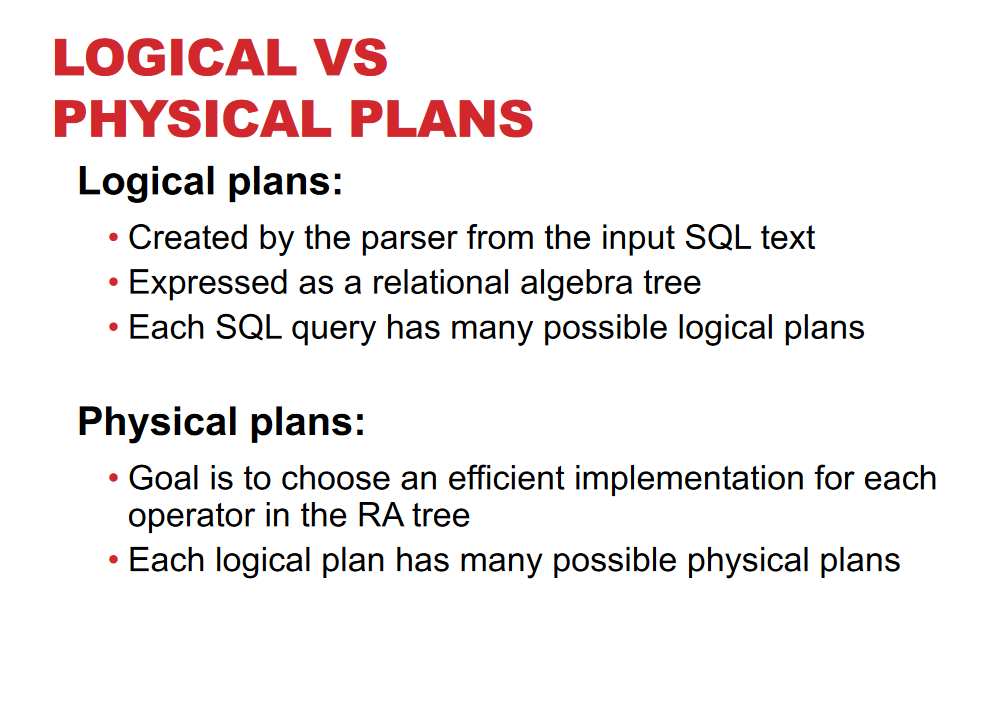 LOGICAL VS
PHYSICAL PLANS
Logical plans:
• Created by the parser from the input SQL text
• Expressed as a relational algebra tree
• Each SQL query has many possible logical plans
Physical plans:
• Goal is to choose an efficient implementation for each
operator in the RA tree
• Each logical plan has many possible physical plans